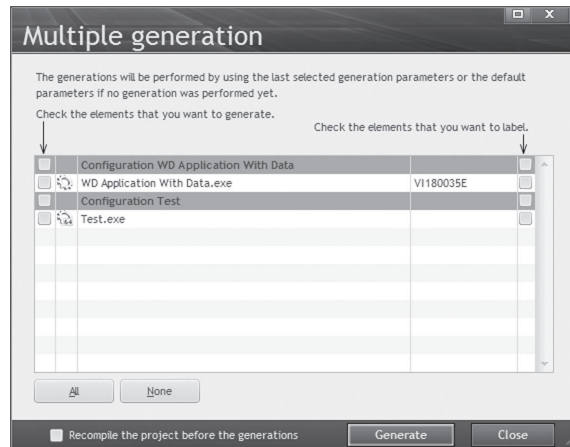 Multiple generation
The generations will be performed by using the last selected generation parameters or the default
parameters if no generation was performed yet.
Check the elements that you want to generate.
Check the elements that you want to label.
Configuration WD Application With Data
WD Application With Data.exe VI180035E
Configuration Test
Test.exe
All None
Recompile the project before the generations Generate Close